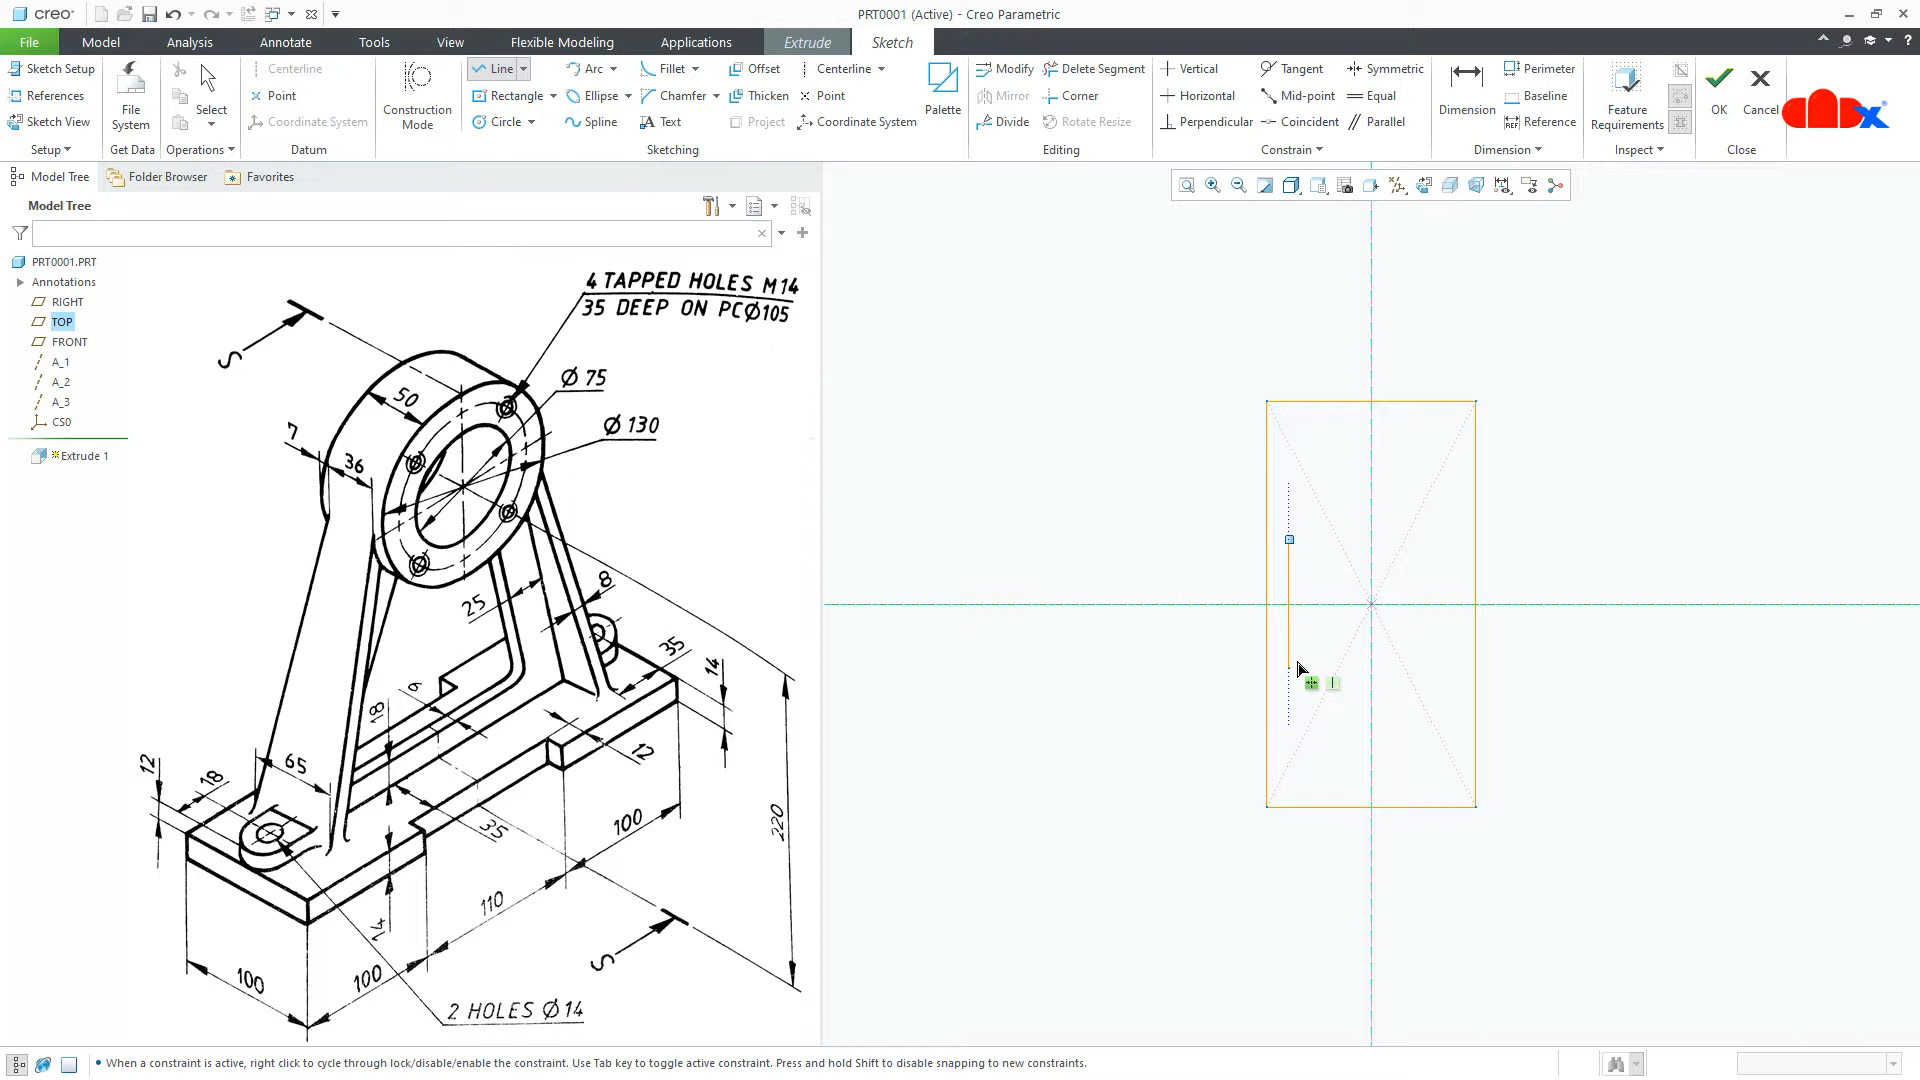 creo
PRT0001 (Active) - Creo Parametric
File
Model
Analysis
Annotate
Tools
View
Flexible Modeling
Applications
Extrude
Sketch
Sketch Setup
References
Sketch View
Setup
File System
Get Data
Select
Operations
Centerline
Point
Coordinate System
Datum
Construction Mode
Line
Arc
Fillet
Offset
Centerline
Rectangle
Ellipse
Chamfer
Thicken
Point
Circle
Spline
Text
Project
Coordinate System
Palette
Sketching
Modify
Delete Segment
Mirror
Corner
Divide
Rotate Resize
Editing
Vertical
Tangent
Symmetric
Horizontal
Mid-point
Equal
Perpendicular
Coincident
Parallel
Constrain
Dimension
Perimeter
Baseline
Reference
Dimension
Feature Requirements
Inspect
OK
Cancel
Close
Model Tree
Folder Browser
Favorites
Model Tree
PRT0001.PRT
Annotations
RIGHT
TOP
FRONT
A_1
A_2
A_3
CS0
Extrude 1
4 TAPPED HOLES M14
35 DEEP ON PCØ105
S
Ø 75
50
Ø 130
7
36
8
25
35
14
6
18
12
65
12
18
35
100
220
110
14
100
100
S
2 HOLES Ø14
When a constraint is active, right click to cycle through lock/disable/enable the constraint. Use Tab key to toggle active constraint. Press and hold Shift to disable snapping to new constraints.